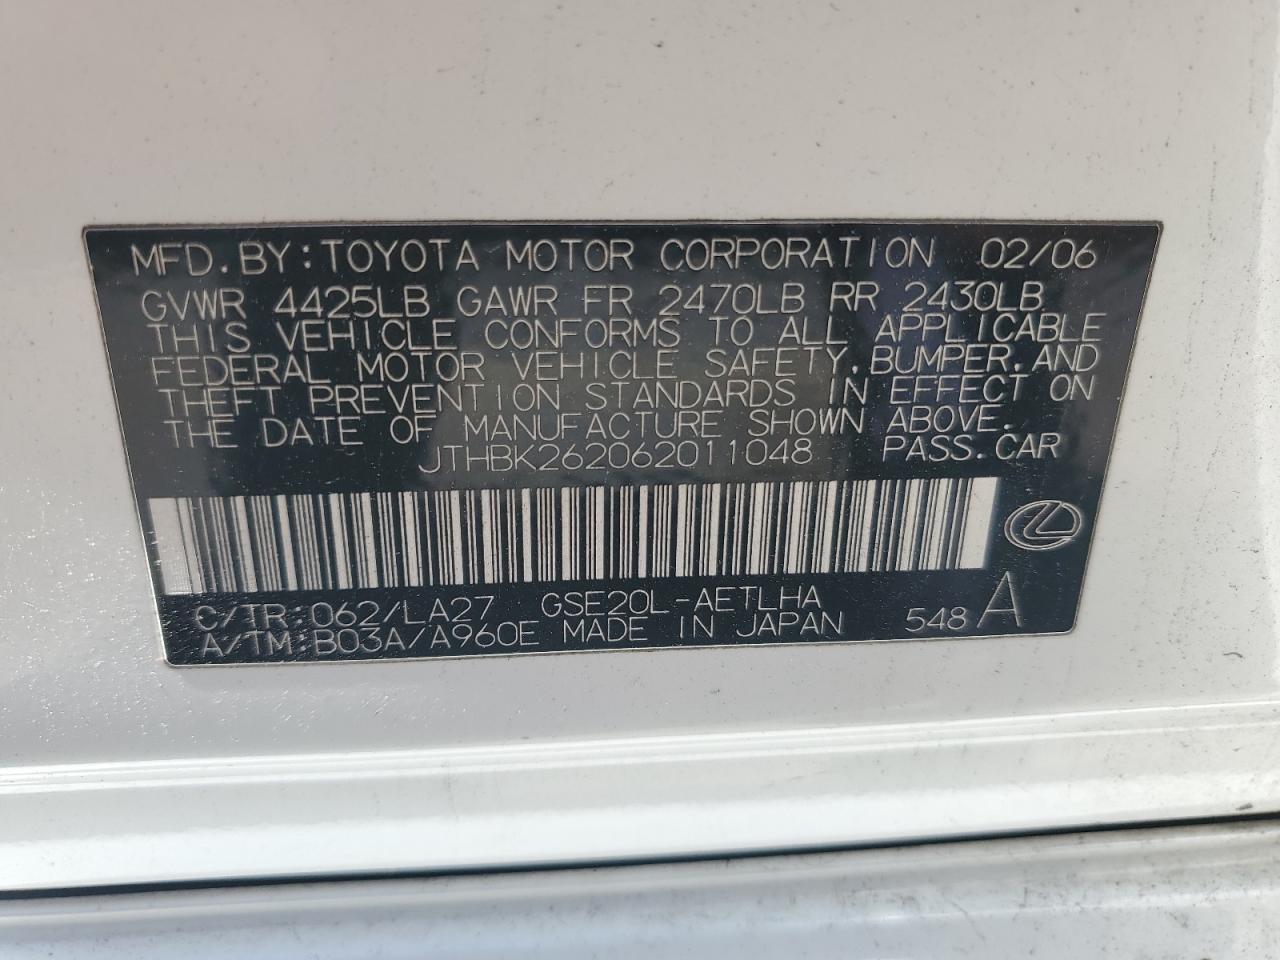 MFD.BY:TOYOTA MOTOR CORPORATION 02/06
GVWR 4425LB GAWR FR 2470LB RR 2430LB
THIS VEHICLE CONFORMS TO ALL APPLICABLE
FEDERAL MOTOR VEHICLE SAFETY,BUMPER,AND
THEFT PREVENTION STANDARDS IN EFFECT ON
THE DATE OF MANUFACTURE SHOWN ABOVE.
JTHBK262062011048 PASS.CAR
C/TR:062/LA27 GSE20L-AETLHA
A/TM:B03A/A960E MADE IN JAPAN 548 A